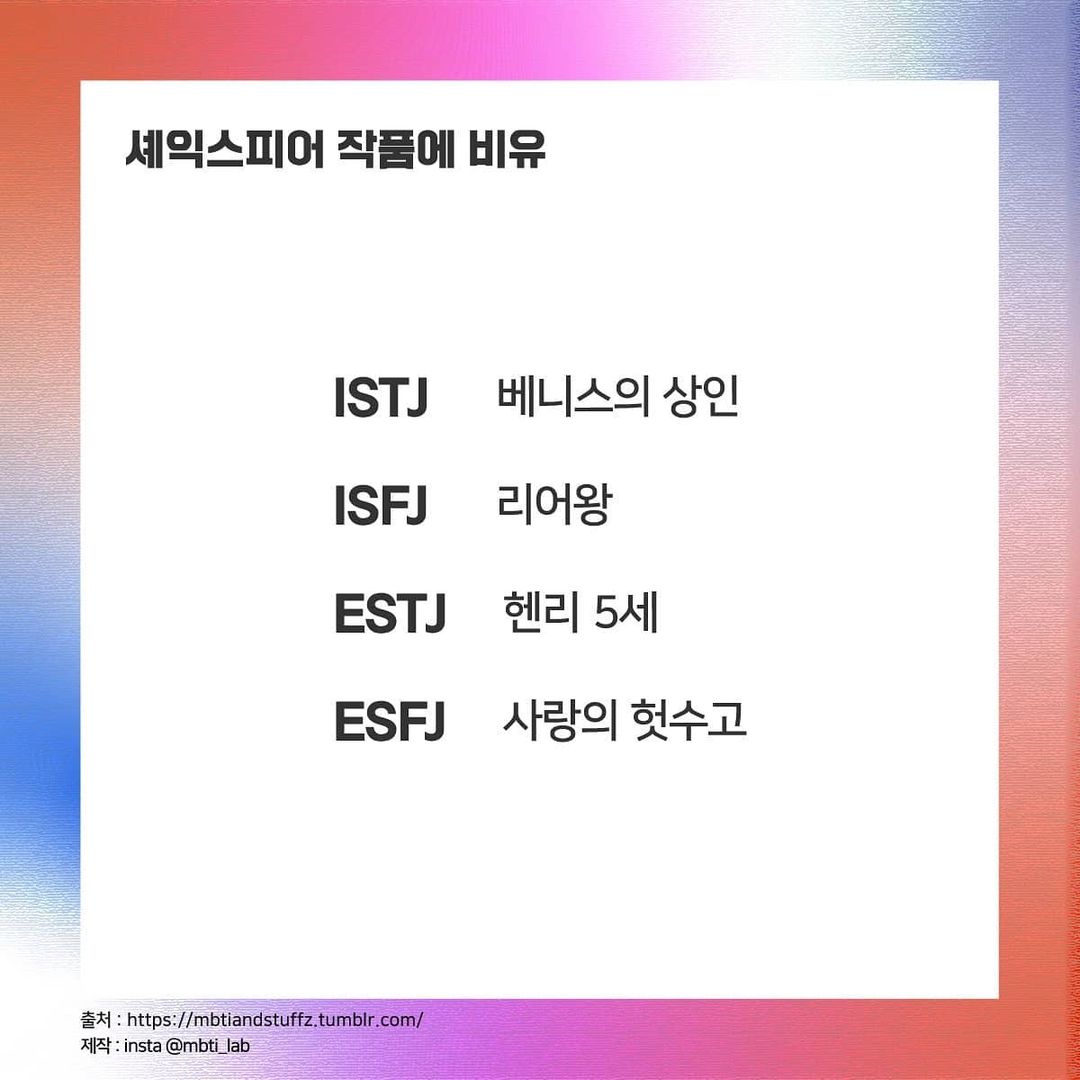 셰익스피어 작품에 비유
ISTJ 베니스의 상인
ISFJ 리어왕
ESTJ 헨리 5세
ESFJ 사랑의 헛수고
출처 : https://mbtiandstuffz.tumblr.com/
제작 : insta @mbti_lab